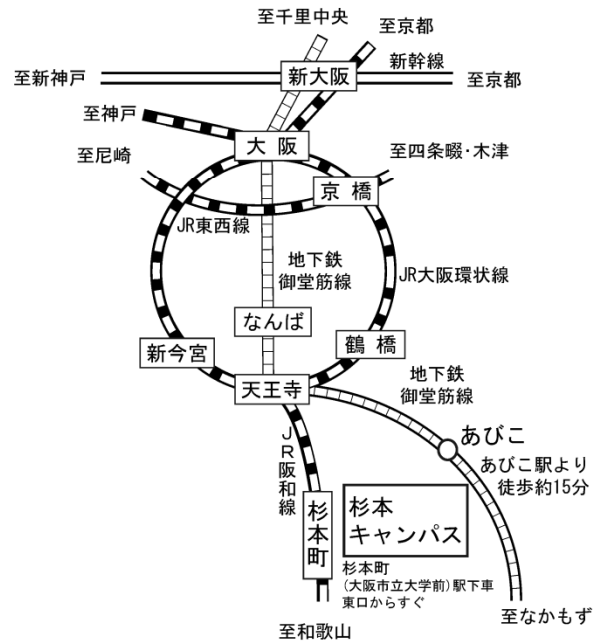 至千里中央
至京都
新幹線
至新神戸
新大阪
至京都
至神戸
大阪
至尼崎
至四条畷・木津
京橋
JR東西線
地下鉄
御堂筋線
JR大阪環状線
なんば
新今宮
鶴橋
天王寺
地下鉄
御堂筋線
JR阪和線
あびこ
あびこ駅より
徒歩約15分
杉本町
杉本
キャンパス
杉本町
(大阪市立大学前)駅下車
東口からすぐ
至なかもず
至和歌山